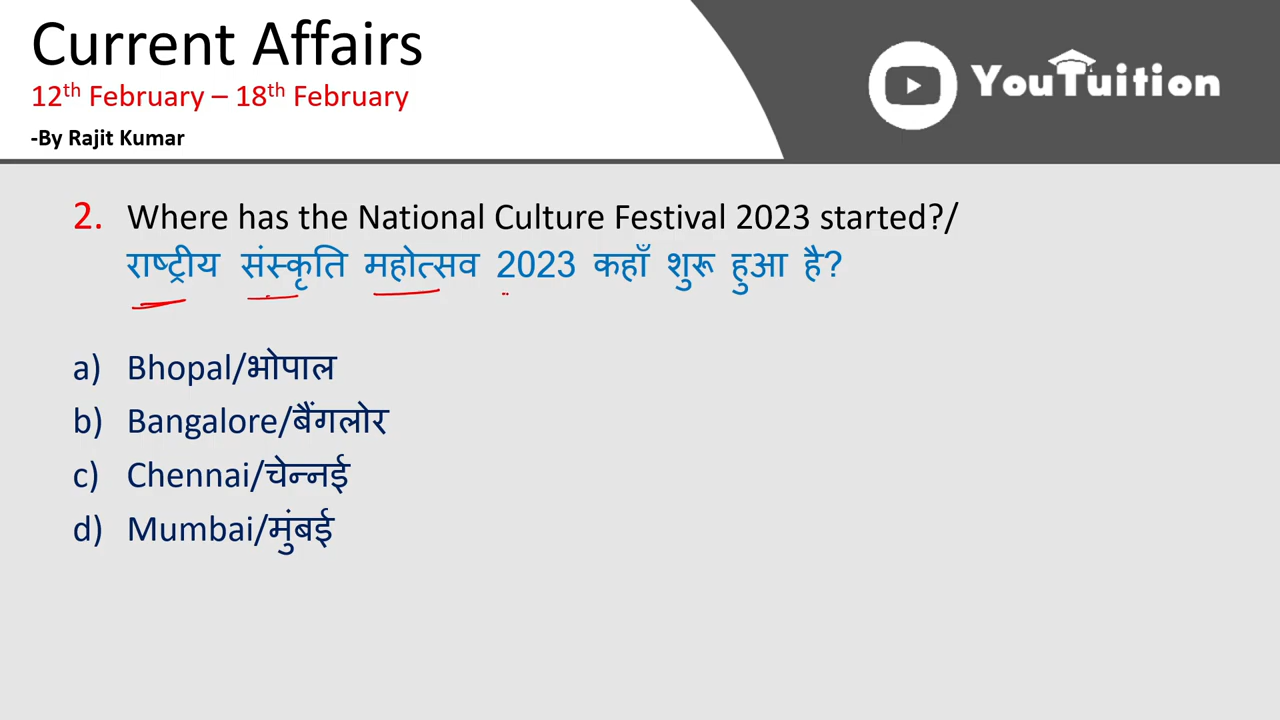 Current Affairs
12th February – 18th February
-By Rajit Kumar
YouTuition
2. Where has the National Culture Festival 2023 started?/
राष्ट्रीय संस्कृति महोत्सव 2023 कहाँ शुरू हुआ है?
a) Bhopal/भोपाल
b) Bangalore/बैंगलोर
c) Chennai/चेन्नई
d) Mumbai/मुंबई